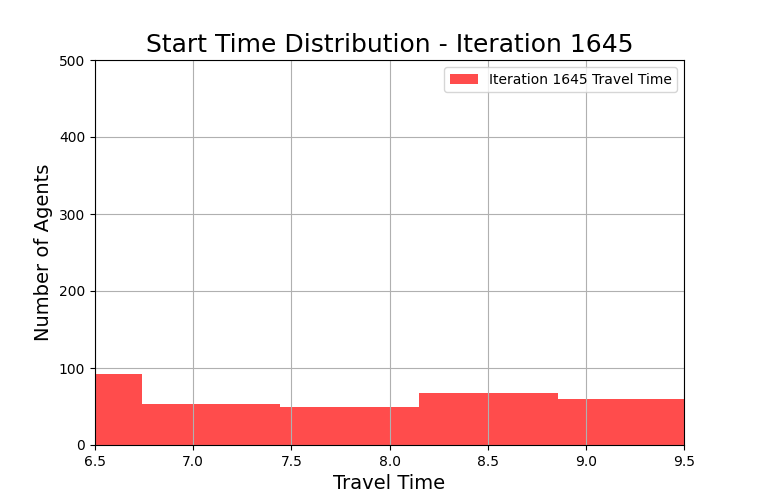 Start Time Distribution - Iteration 1645
Iteration 1645 Travel Time
Number of Agents
500
400
300
200
100
0
6.5 7.0 7.5 8.0 8.5 9.0 9.5
Travel Time